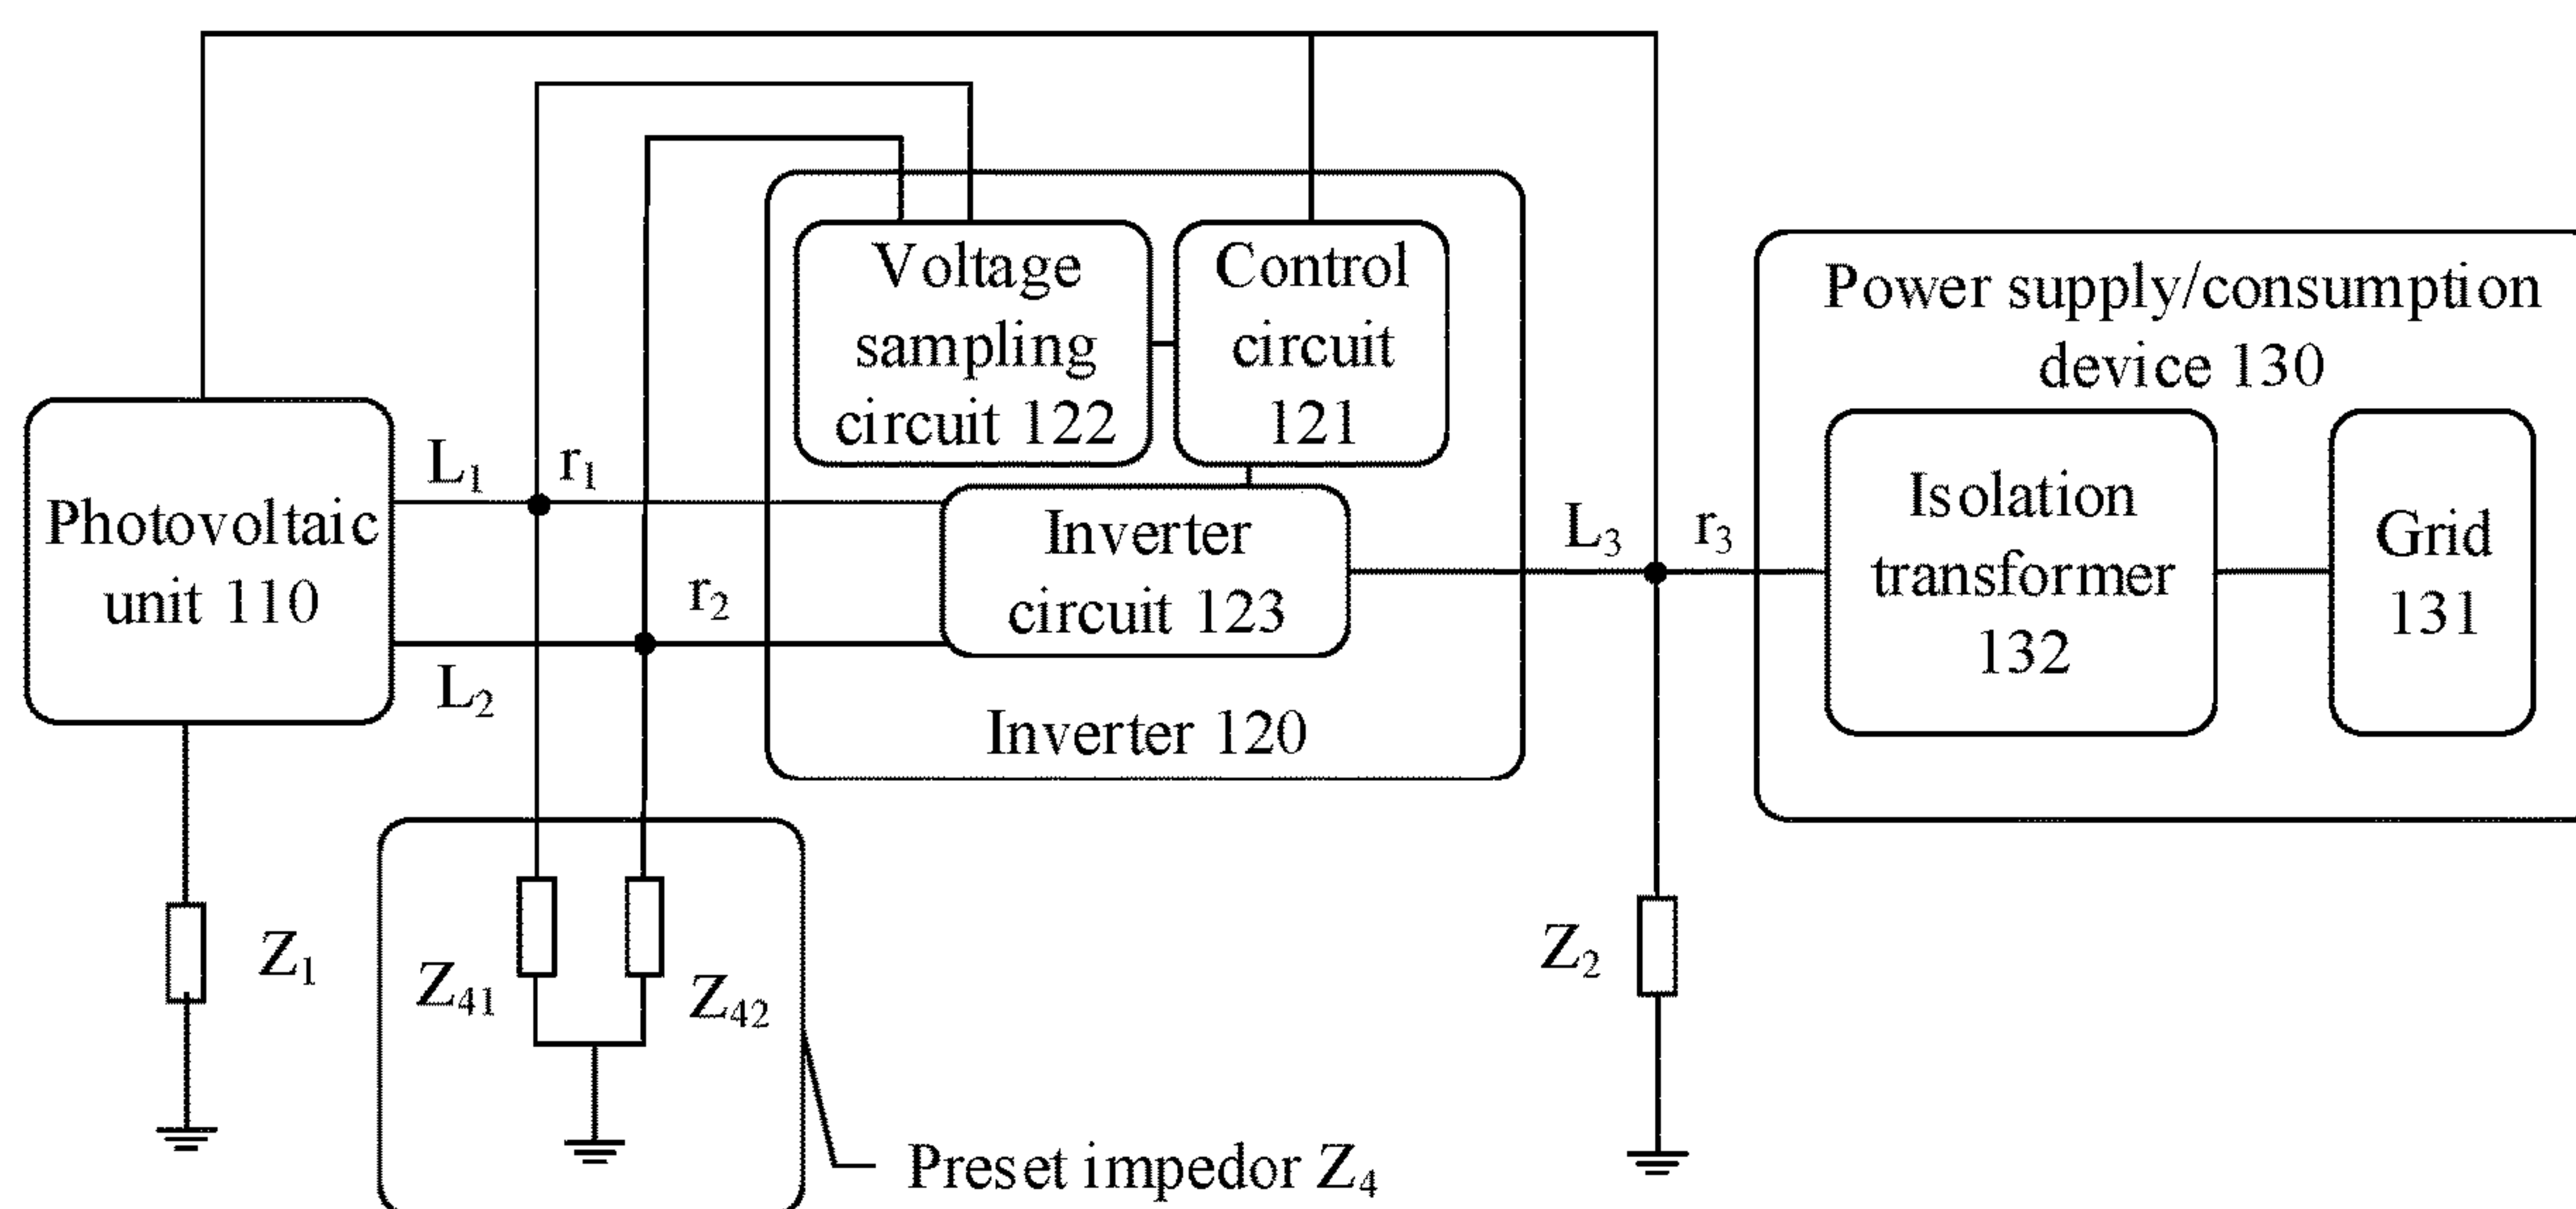 Voltage
sampling
circuit 122
Control
circuit
121
Power supply/consumption
device 130
Photovoltaic
unit 110
L₁
r₁
L₂
r₂
Inverter
circuit 123
Inverter 120
L₃
r₃
Isolation
transformer
132
Grid
131
Z₁
Z₄₁
Z₄₂
Z₂
Preset impedor Z₄